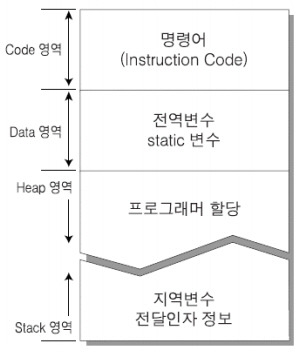 Code 영역
명령어
(Instruction Code)
Data 영역
전역변수
static 변수
Heap 영역
프로그래머 할당
Stack 영역
지역변수
전달인자 정보